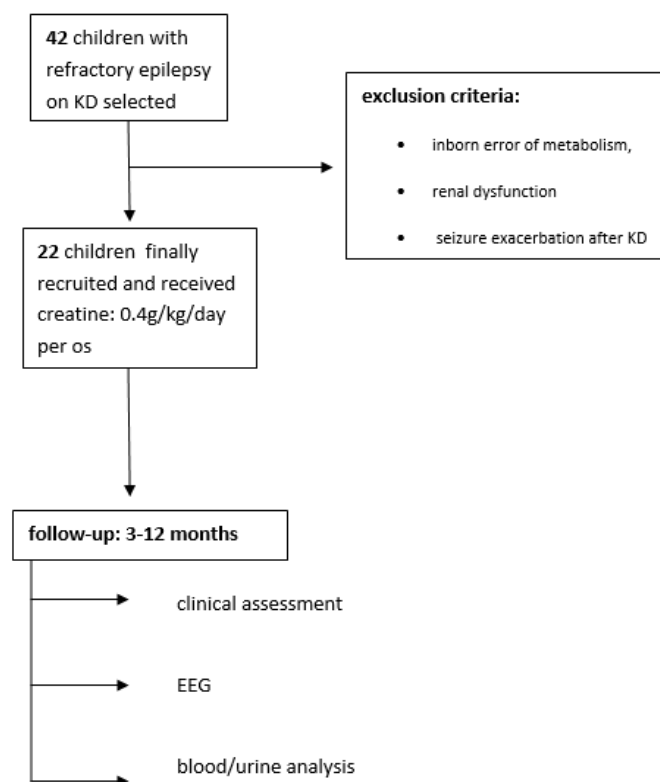 42 children with
refractory epilepsy
on KD selected
exclusion criteria:
• inborn error of metabolism,
• renal dysfunction
• seizure exacerbation after KD
22 children finally
recruited and received
creatine: 0.4g/kg/day
per os
follow-up: 3-12 months
clinical assessment
EEG
blood/urine analysis